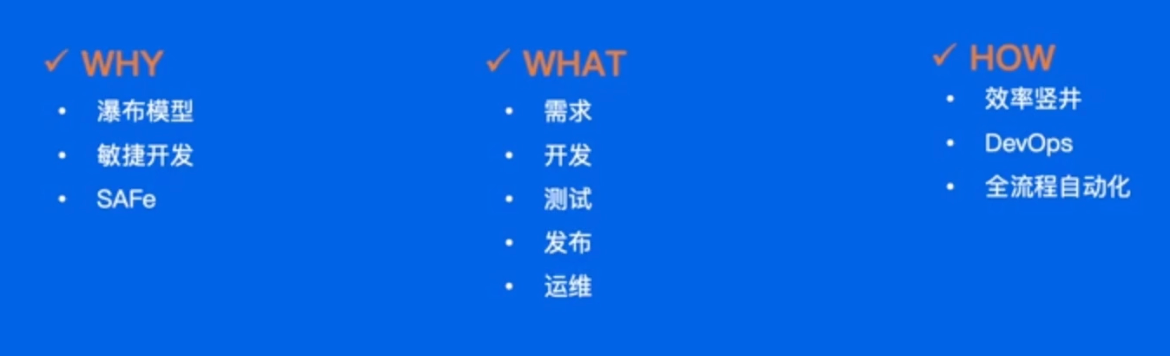 ✓ WHY
• 瀑布模型
• 敏捷开发
• SAFe
✓ WHAT
• 需求
• 开发
• 测试
• 发布
• 运维
✓ HOW
• 效率竖井
• DevOps
• 全流程自动化